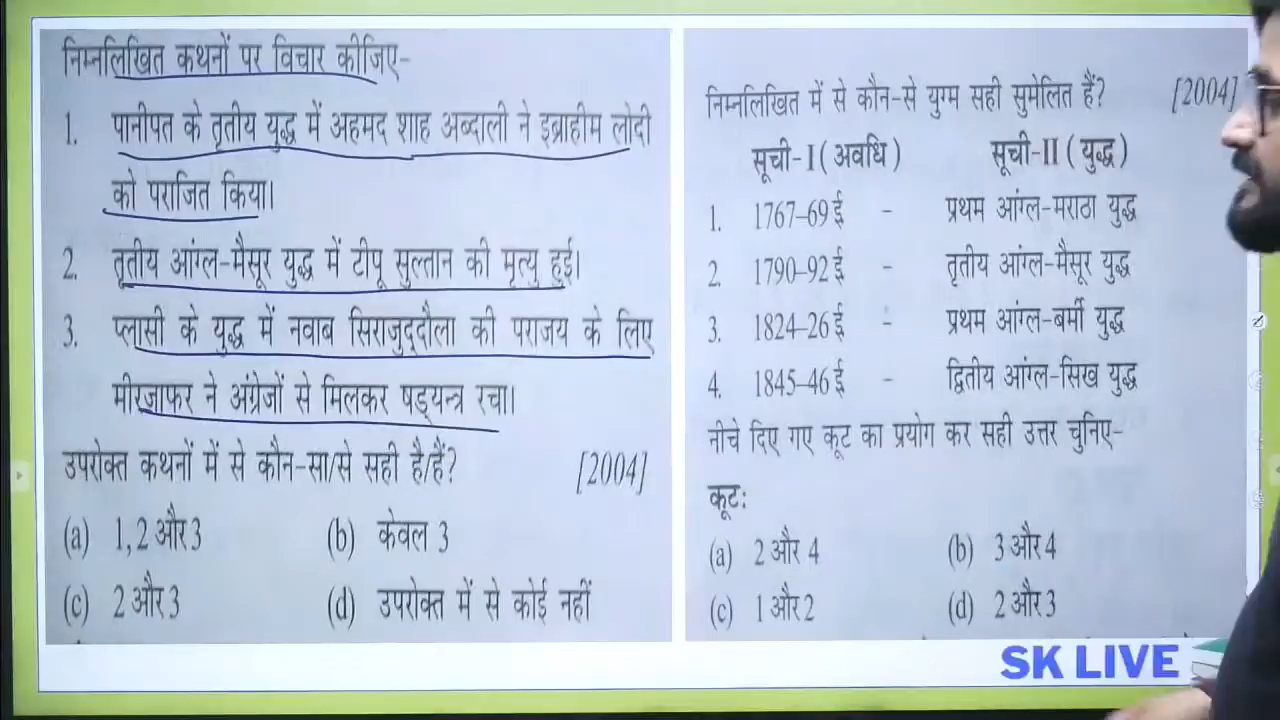 निम्नलिखित कथनों पर विचार कीजिए-
1. पानीपत के तृतीय युद्ध में अहमद शाह अब्दाली ने इब्राहीम लोदी
को पराजित किया।
2. तृतीय आंग्ल-मैसूर युद्ध में टीपू सुल्तान की मृत्यु हुई।
3. प्लासी के युद्ध में नवाब सिराजुद्दौला की पराजय के लिए
मीरजाफर ने अंग्रेजों से मिलकर षड्यन्त्र रचा।
उपरोक्त कथनों में से कौन-सा/से सही है/हैं? [2004]
(a) 1, 2 और 3 (b) केवल 3
(c) 2 और 3 (d) उपरोक्त में से कोई नहीं
निम्नलिखित में से कौन-से युग्म सही सुमेलित हैं? [2004]
सूची-I ( अवधि ) सूची-II ( युद्ध )
1. 1767–69 ई - प्रथम आंग्ल-मराठा युद्ध
2. 1790–92 ई - तृतीय आंग्ल-मैसूर युद्ध
3. 1824–26 ई - प्रथम आंग्ल-बर्मी युद्ध
4. 1845–46 ई - द्वितीय आंग्ल-सिख युद्ध
नीचे दिए गए कूट का प्रयोग कर सही उत्तर चुनिए-
कूट:
(a) 2 और 4 (b) 3 और 4
(c) 1 और 2 (d) 2 और 3
SK LIVE